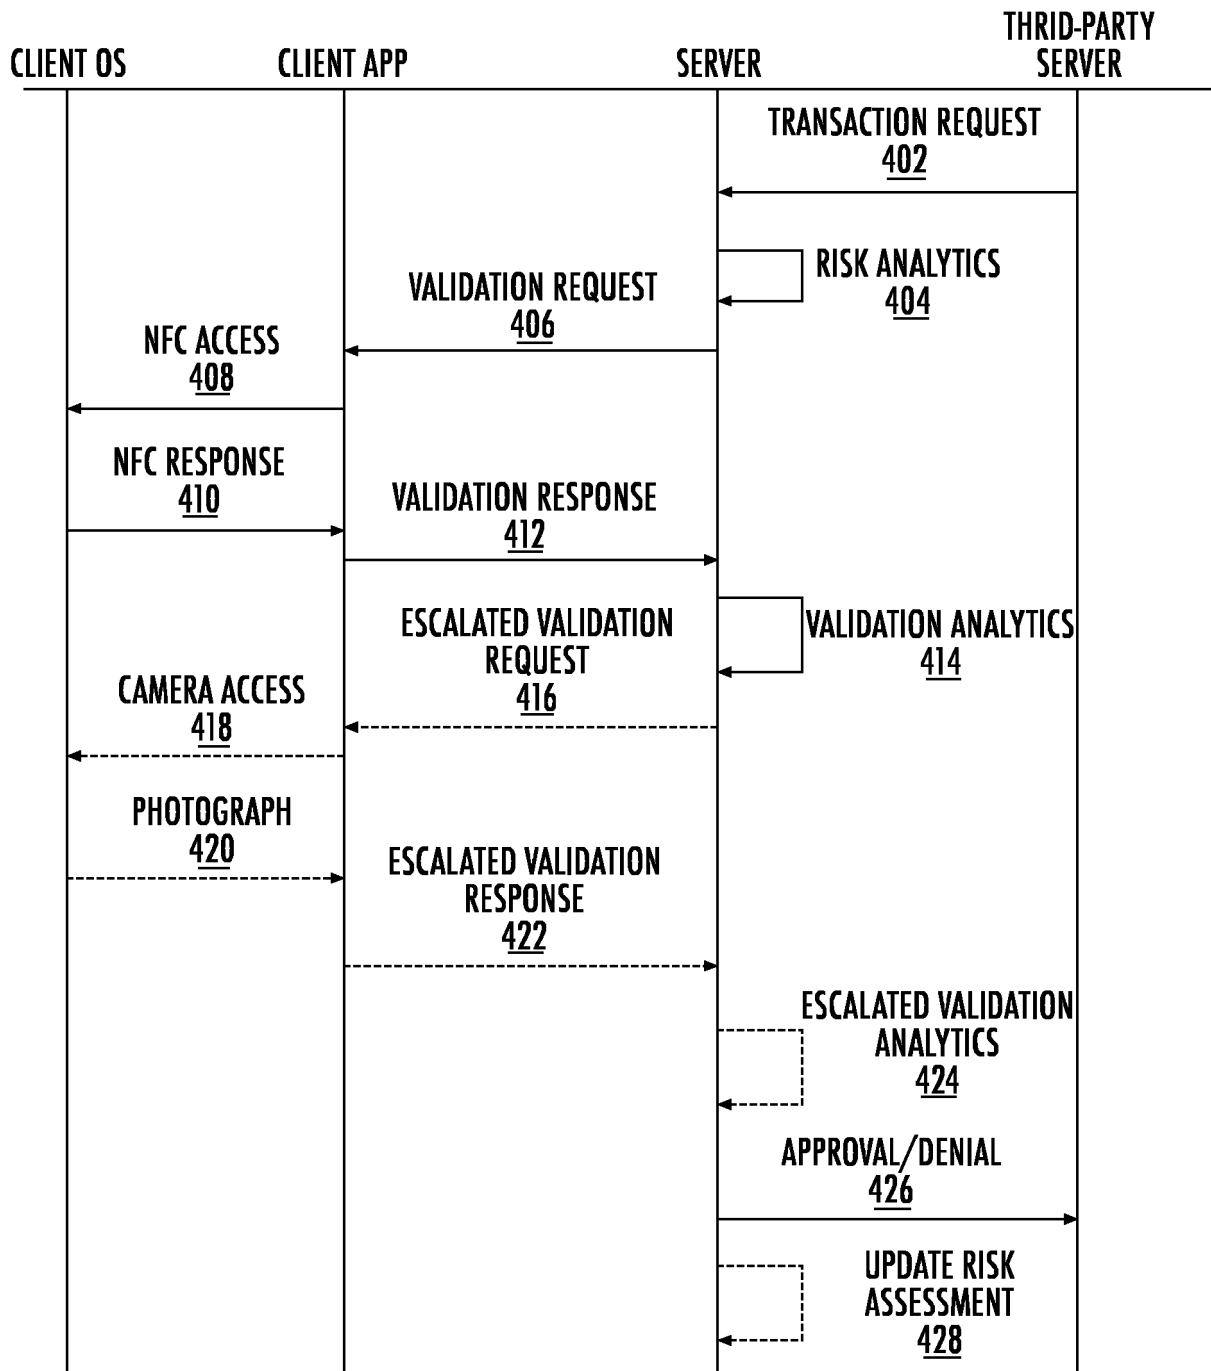 CLIENT OS
CLIENT APP
SERVER
THRID-PARTY
SERVER
TRANSACTION REQUEST
402
RISK ANALYTICS
404
VALIDATION REQUEST
406
NFC ACCESS
408
NFC RESPONSE
410
VALIDATION RESPONSE
412
VALIDATION ANALYTICS
414
ESCALATED VALIDATION
REQUEST
416
CAMERA ACCESS
418
PHOTOGRAPH
420
ESCALATED VALIDATION
RESPONSE
422
ESCALATED VALIDATION
ANALYTICS
424
APPROVAL/DENIAL
426
UPDATE RISK
ASSESSMENT
428